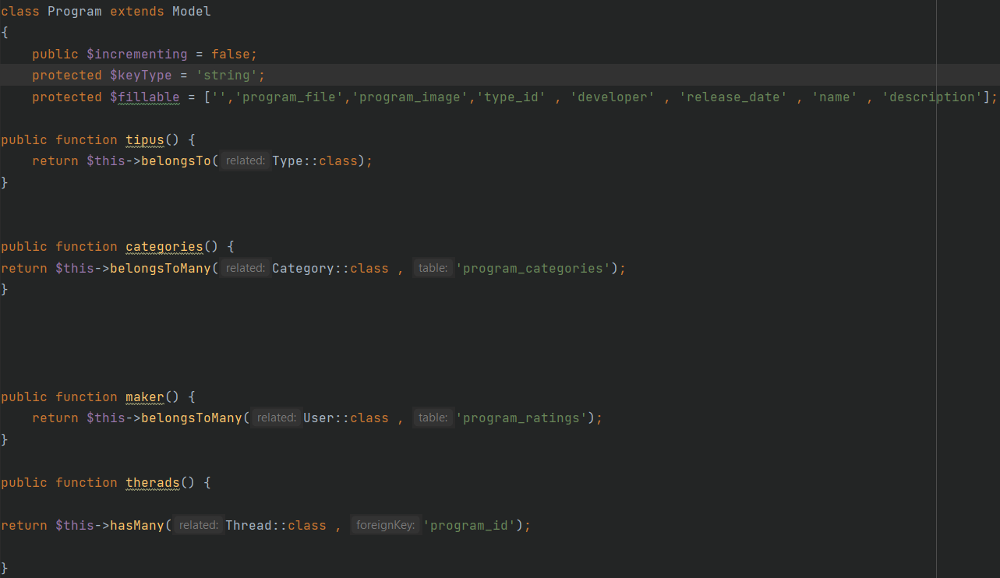 class Program extends Model
{
public $incrementing = false;
protected $keyType = 'string';
protected $fillable = ['','program_file','program_image','type_id' , 'developer' , 'release_date' , 'name' , 'description'];
public function tipus() {
return $this->belongsTo( related: Type::class);
}
public function categories() {
return $this->belongsToMany( related: Category::class , table: 'program_categories');
}
public function maker() {
return $this->belongsToMany( related: User::class , table: 'program_ratings');
}
public function therads() {
return $this->hasMany( related: Thread::class , foreignKey: 'program_id');
}